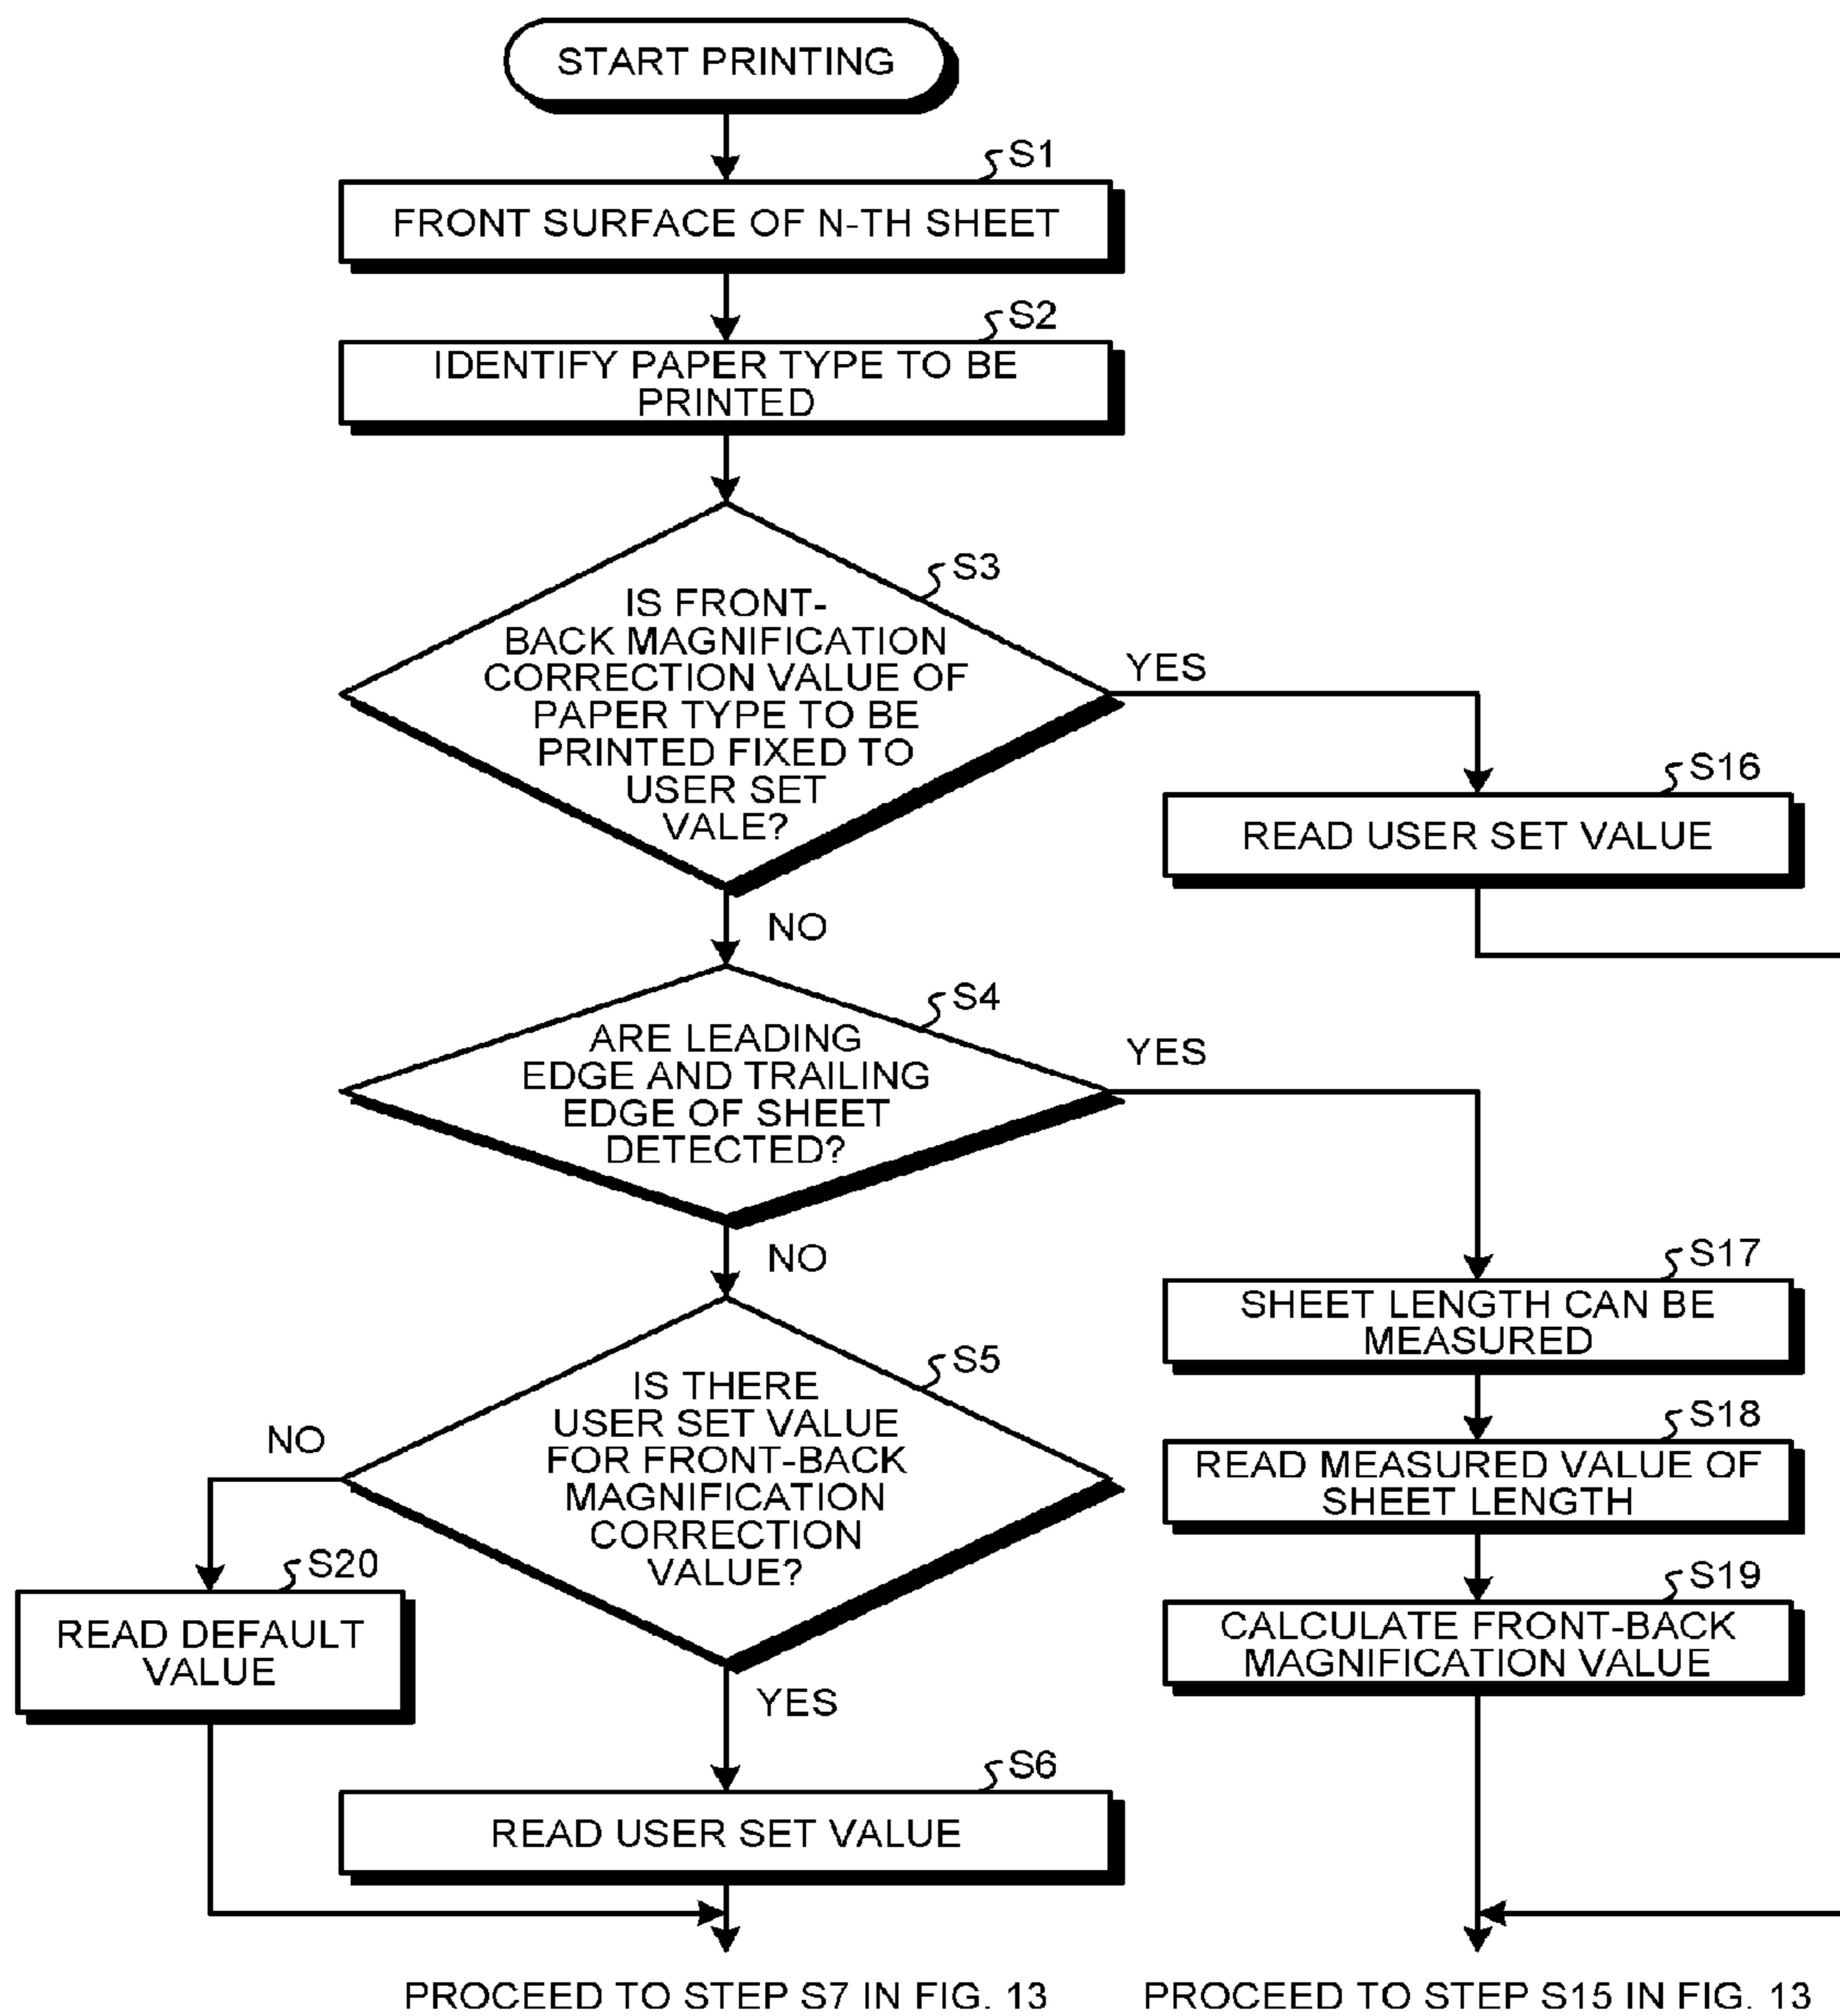 START PRINTING
S1
FRONT SURFACE OF N-TH SHEET
S2
IDENTIFY PAPER TYPE TO BE
PRINTED
S3
IS FRONT-
BACK MAGNIFICATION
CORRECTION VALUE OF
PAPER TYPE TO BE
PRINTED FIXED TO
USER SET
VALE?
YES
S16
READ USER SET VALUE
NO
S4
ARE LEADING
EDGE AND TRAILING
EDGE OF SHEET
DETECTED?
YES
NO
S17
SHEET LENGTH CAN BE
MEASURED
S5
IS THERE
USER SET VALUE
FOR FRONT-BACK
MAGNIFICATION
CORRECTION
VALUE?
NO
S18
READ MEASURED VALUE OF
SHEET LENGTH
S20
READ DEFAULT
VALUE
S19
CALCULATE FRONT-BACK
MAGNIFICATION VALUE
YES
S6
READ USER SET VALUE
PROCEED TO STEP S7 IN FIG. 13
PROCEED TO STEP S15 IN FIG. 13